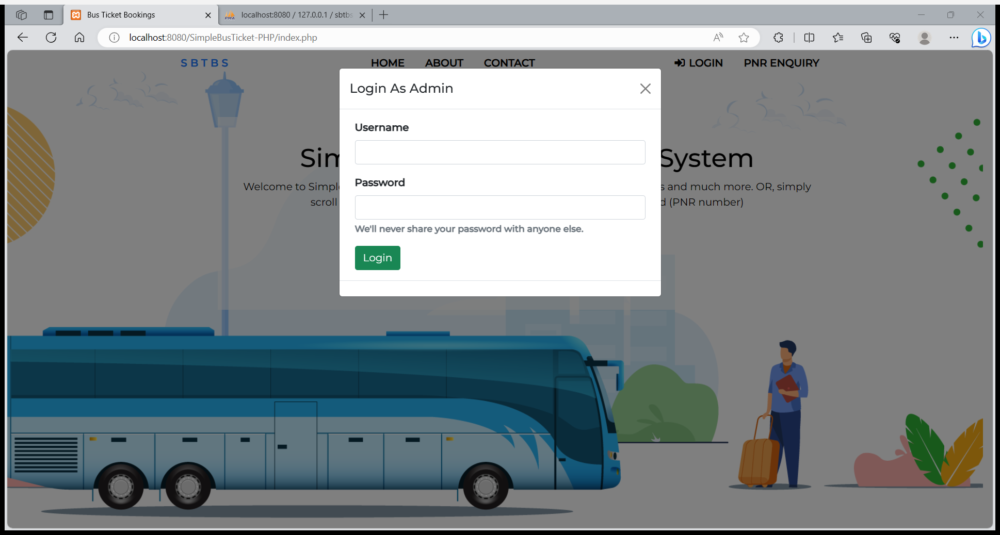 Bus Ticket Bookings
localhost:8080 / 127.0.0.1 / sbtbs
localhost:8080/SimpleBusTicket-PHP/index.php
SBTBS HOME ABOUT CONTACT LOGIN PNR ENQUIRY
Login As Admin
Username
Sim System
Password
Welcome to Simple s and much more. OR, simply
scroll d (PNR number)
We'll never share your password with anyone else.
Login